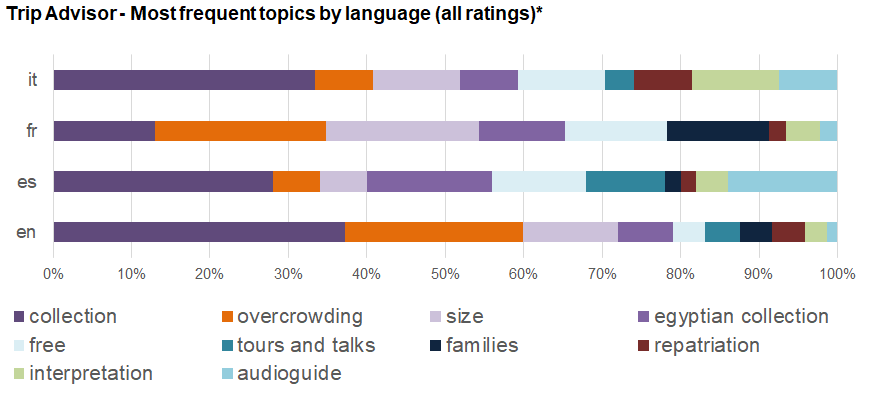 Trip Advisor - Most frequent topics by language (all ratings)*
it
fr
es
en
0% 10% 20% 30% 40% 50% 60% 70% 80% 90% 100%
collection overcrowding size egyptian collection
free tours and talks families repatriation
interpretation audioguide